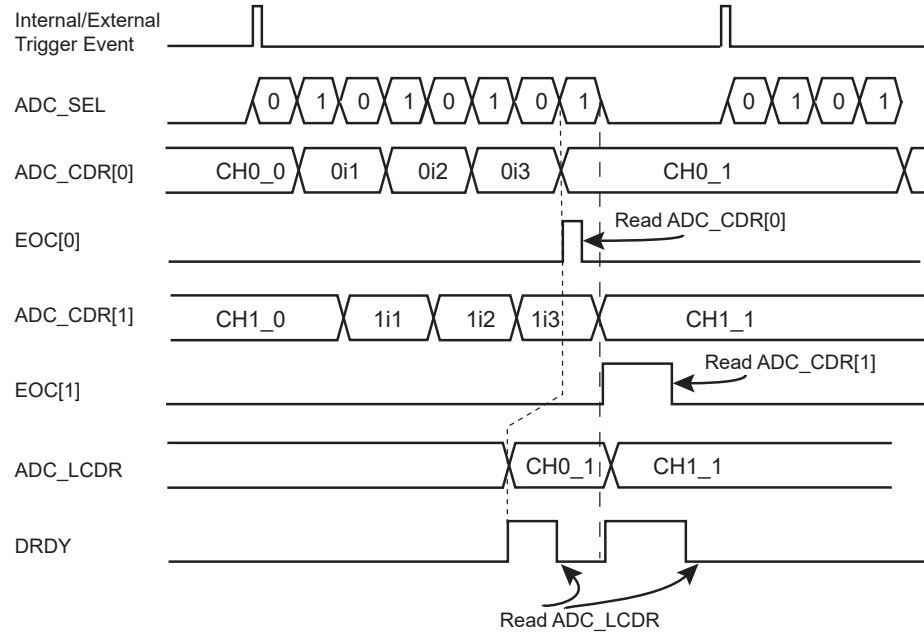 Internal/External
Trigger Event
ADC_SEL 0 1 0 1 0 1 0 1 0 1 0 1
ADC_CDR[0] CH0_0 0i1 0i2 0i3 CH0_1
Read ADC_CDR[0]
EOC[0]
ADC_CDR[1] CH1_0 1i1 1i2 1i3 CH1_1
Read ADC_CDR[1]
EOC[1]
ADC_LCDR CH0_1 CH1_1
DRDY
Read ADC_LCDR